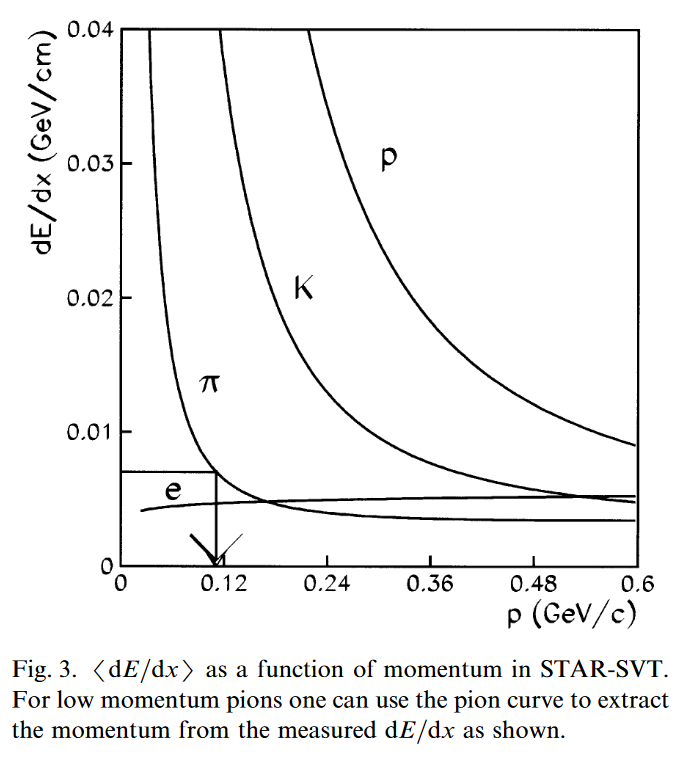 0.04
dE/dx (GeV/cm)
0.03
p
0.02
K
π
0.01
e
0
0 0.12 0.24 0.36 0.48 0.6
p (GeV/c)
Fig. 3. ⟨dE/dx⟩ as a function of momentum in STAR-SVT.
For low momentum pions one can use the pion curve to extract
the momentum from the measured dE/dx as shown.